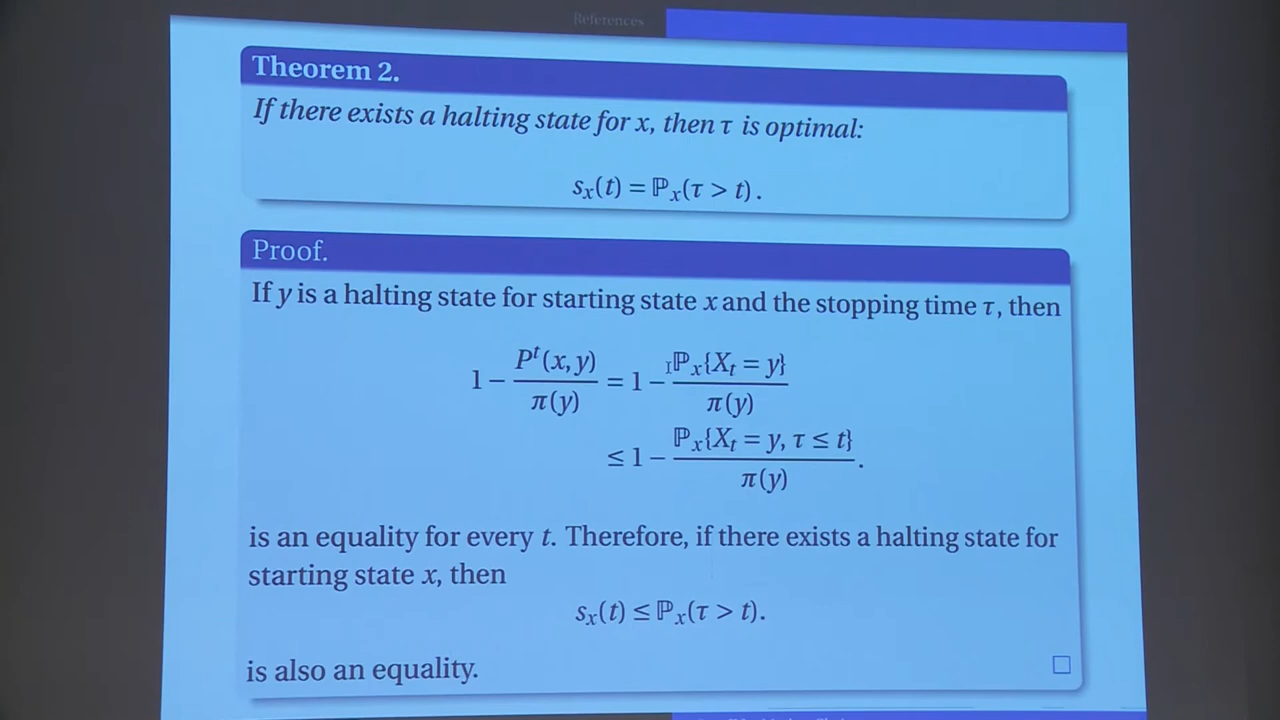 References
Theorem 2.
If there exists a halting state for x, then τ is optimal:
s_x(t) = ℙ_x(τ > t).
Proof.
If y is a halting state for starting state x and the stopping time τ, then
1 − P^t(x, y)/π(y) = 1 − ℙ_x{X_t = y}/π(y)
≤ 1 − ℙ_x{X_t = y, τ ≤ t}/π(y).
is an equality for every t. Therefore, if there exists a halting state for
starting state x, then
s_x(t) ≤ ℙ_x(τ > t).
is also an equality.